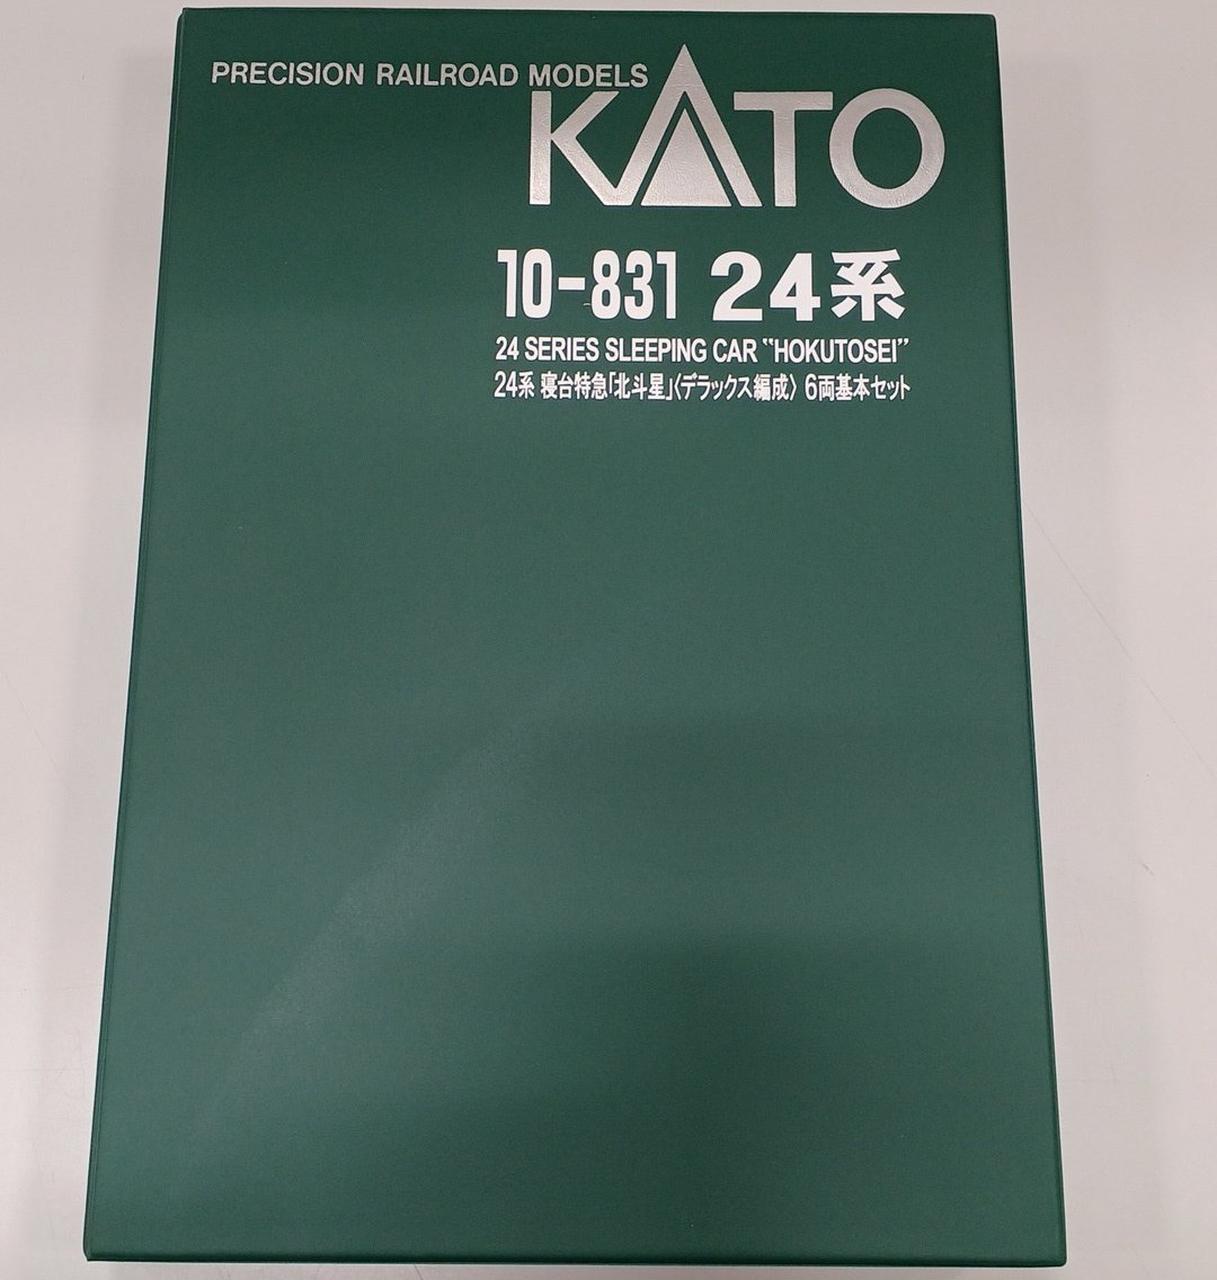 PRECISION RAILROAD MODELS
KATO
10-831 24系
24 SERIES SLEEPING CAR "HOKUTOSEI"
24系 寝台特急「北斗星」〈デラックス編成〉 6両基本セット